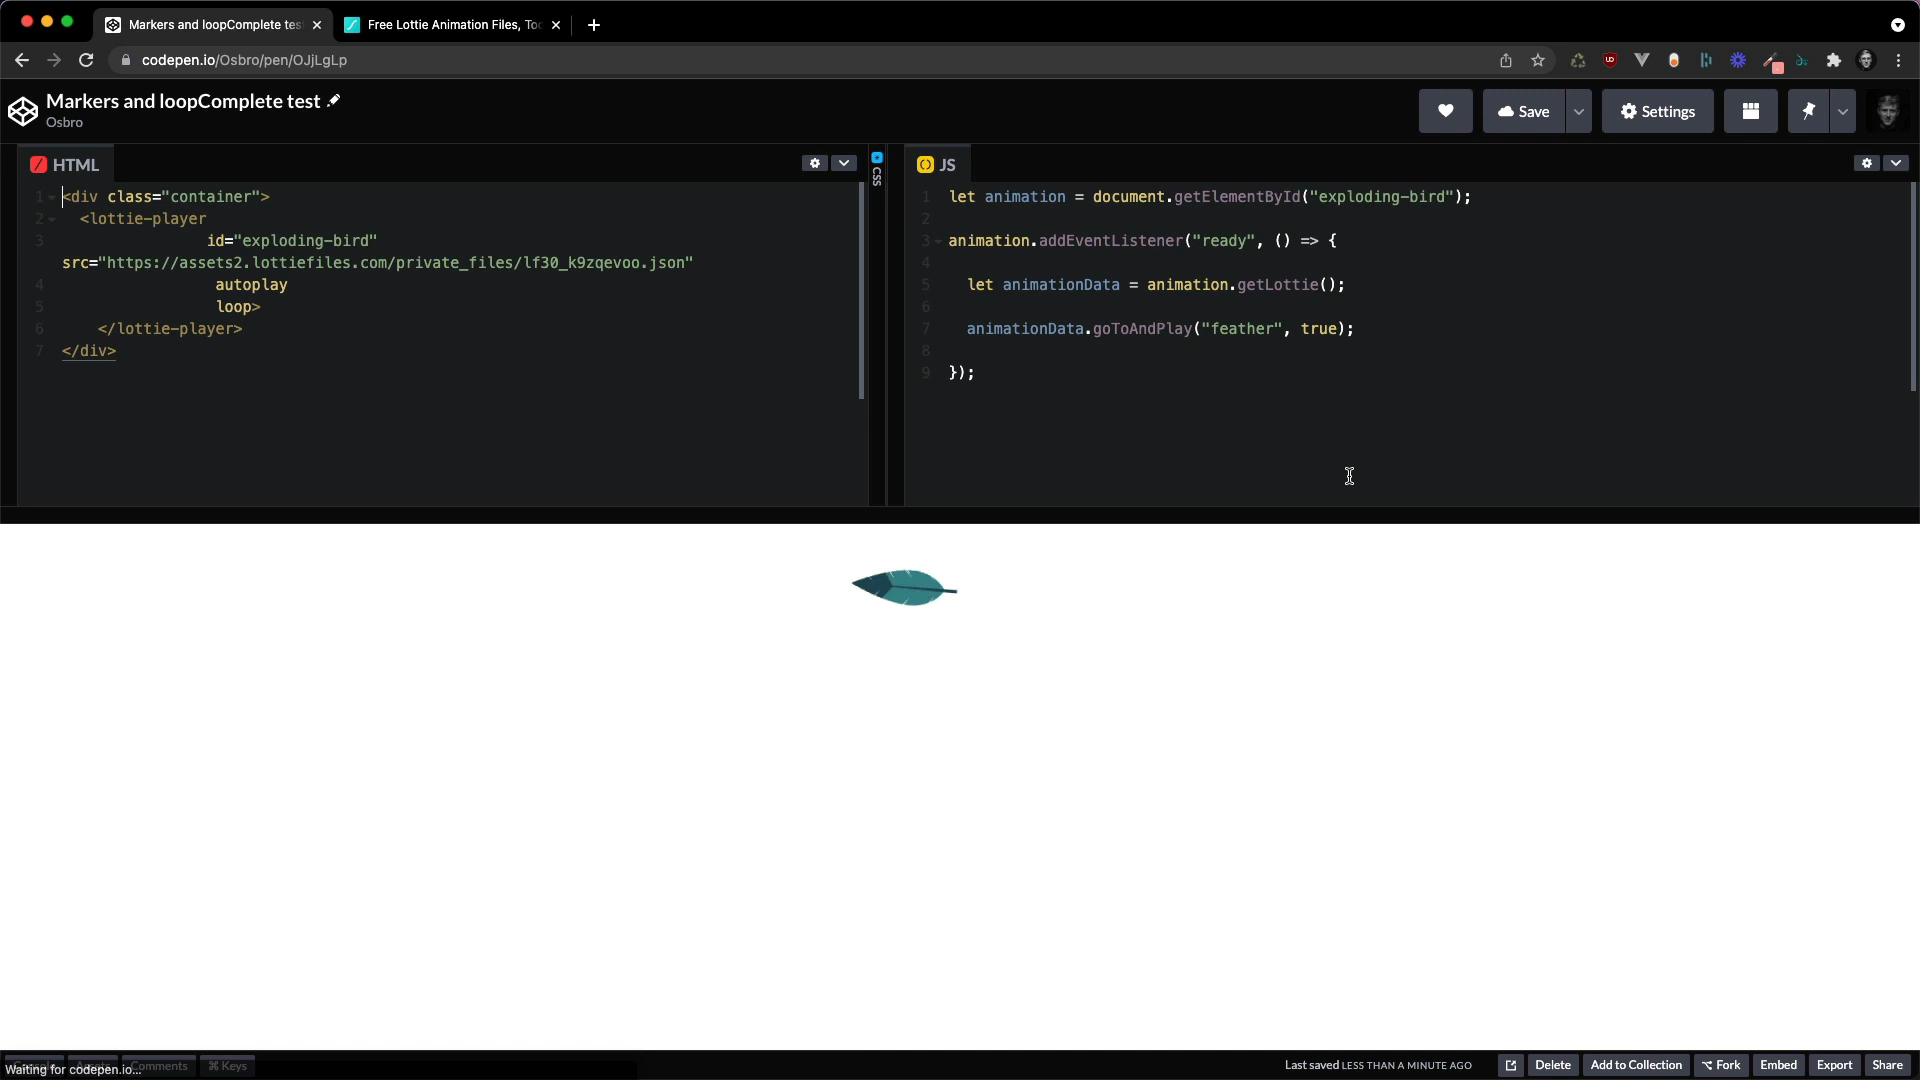 Markers and loopComplete tes
Free Lottie Animation Files, Too
codepen.io/Osbro/pen/OJjLgLp
Markers and loopComplete test
Osbro
Save
Settings
HTML
CSS
JS
1 <div class="container">
2 <lottie-player
3 id="exploding-bird"
src="https://assets2.lottiefiles.com/private_files/lf30_k9zqevoo.json"
4 autoplay
5 loop>
6 </lottie-player>
7 </div>
1 let animation = document.getElementById("exploding-bird");
2
3 animation.addEventListener("ready", () => {
4
5 let animationData = animation.getLottie();
6
7 animationData.goToAndPlay("feather", true);
8
9 });
Comments
⌘ Keys
Waiting for codepen.io...
Last saved LESS THAN A MINUTE AGO
Delete
Add to Collection
Fork
Embed
Export
Share